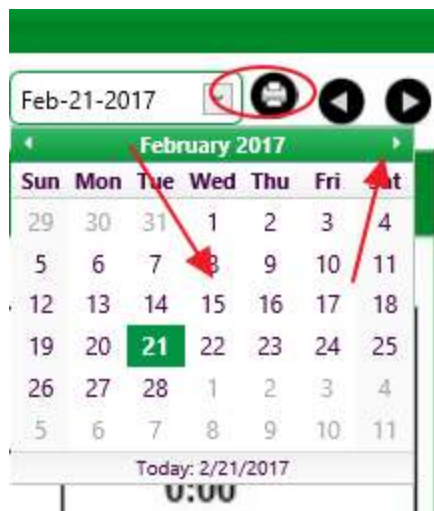 Feb-21-2017
February 2017
Sun Mon Tue Wed Thu Fri Sat
29 30 31 1 2 3 4
5 6 7 8 9 10 11
12 13 14 15 16 17 18
19 20 21 22 23 24 25
26 27 28 1 2 3 4
5 6 7 8 9 10 11
Today: 2/21/2017
0:00